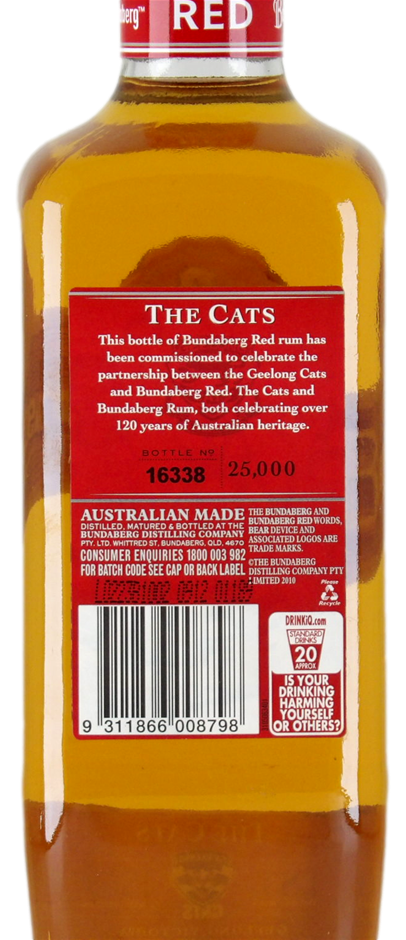 berg™ RED
THE CATS
This bottle of Bundaberg Red rum has
been commissioned to celebrate the
partnership between the Geelong Cats
and Bundaberg Red. The Cats and
Bundaberg Rum, both celebrating over
120 years of Australian heritage.
BOTTLE Nº
16338 25,000
AUSTRALIAN MADE
DISTILLED, MATURED & BOTTLED AT THE
BUNDABERG DISTILLING COMPANY
PTY. LTD. WHITTRED ST, BUNDABERG, QLD, 4670
CONSUMER ENQUIRIES 1800 003 982
FOR BATCH CODE SEE CAP OR BACK LABEL
THE BUNDABERG AND
BUNDABERG RED WORDS,
BEAR DEVICE AND
ASSOCIATED LOGOS ARE
TRADE MARKS.
©THE BUNDABERG
DISTILLING COMPANY PTY
LIMITED 2010
Please
Recycle
9 311866 008798
DRINKiQ.com
STANDARD
DRINKS
20
APPROX
IS YOUR
DRINKING
HARMING
YOURSELF
OR OTHERS?
THE CATS